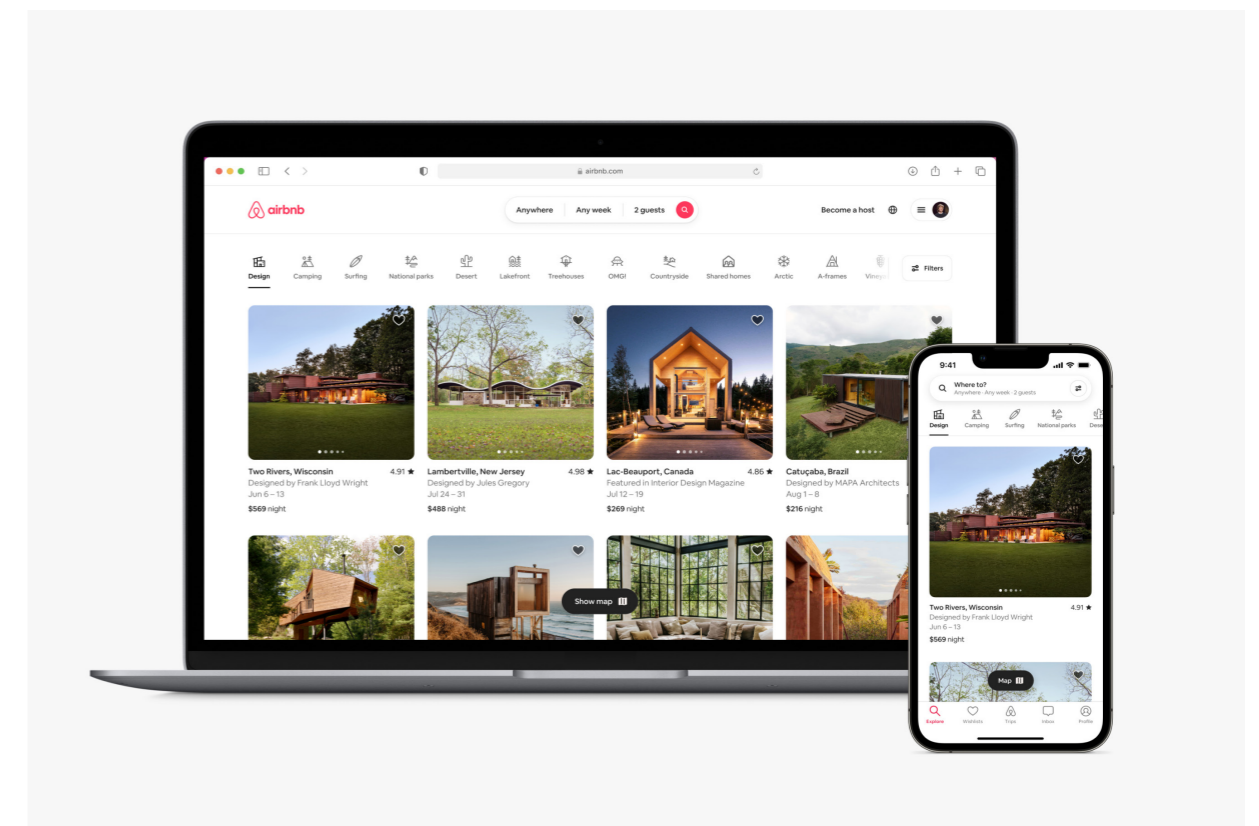 airbnb.com
airbnb
Anywhere
Any week
2 guests
Become a host
Design
Camping
Surfing
National parks
Desert
Lakefront
Treehouses
OMG!
Countryside
Shared homes
Arctic
A-frames
Filters
Two Rivers, Wisconsin 4.91 ★
Designed by Frank Lloyd Wright
Jun 6 – 13
$569 night
Lambertville, New Jersey 4.98 ★
Designed by Jules Gregory
Jul 24 – 31
$488 night
Lac-Beauport, Canada 4.86 ★
Featured in Interior Design Magazine
Jul 12 – 19
$269 night
Catuçaba, Brazil
Designed by MAPA Architects
Aug 1 – 8
$216 night
Show map
9:41
Where to?
Anywhere · Any week · 2 guests
Design
Camping
Surfing
National parks
Two Rivers, Wisconsin 4.91 ★
Designed by Frank Lloyd Wright
Jun 6 – 13
$569 night
Map
Explore
Wishlists
Trips
Inbox
Profile